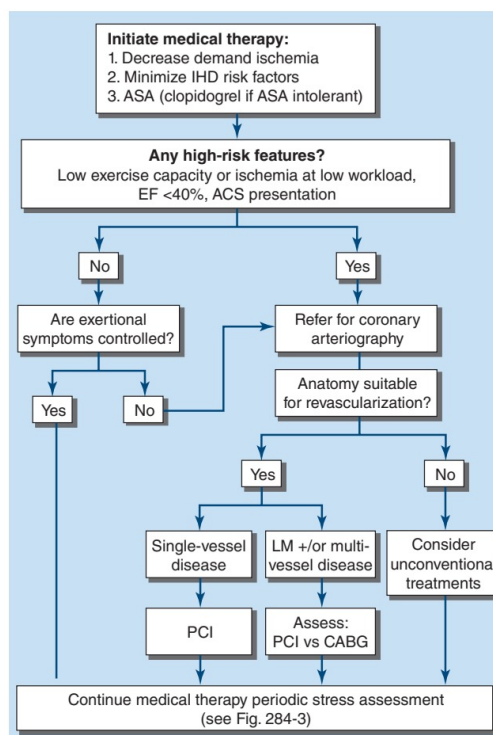 Initiate medical therapy:
1. Decrease demand ischemia
2. Minimize IHD risk factors
3. ASA (clopidogrel if ASA intolerant)
Any high-risk features?
Low exercise capacity or ischemia at low workload,
EF <40%, ACS presentation
No
Yes
Are exertional
symptoms controlled?
Refer for coronary
arteriography
Yes
No
Anatomy suitable
for revascularization?
Yes
No
Single-vessel
disease
LM +/or multi-
vessel disease
Consider
unconventional
treatments
PCI
Assess:
PCI vs CABG
Continue medical therapy periodic stress assessment
(see Fig. 284-3)